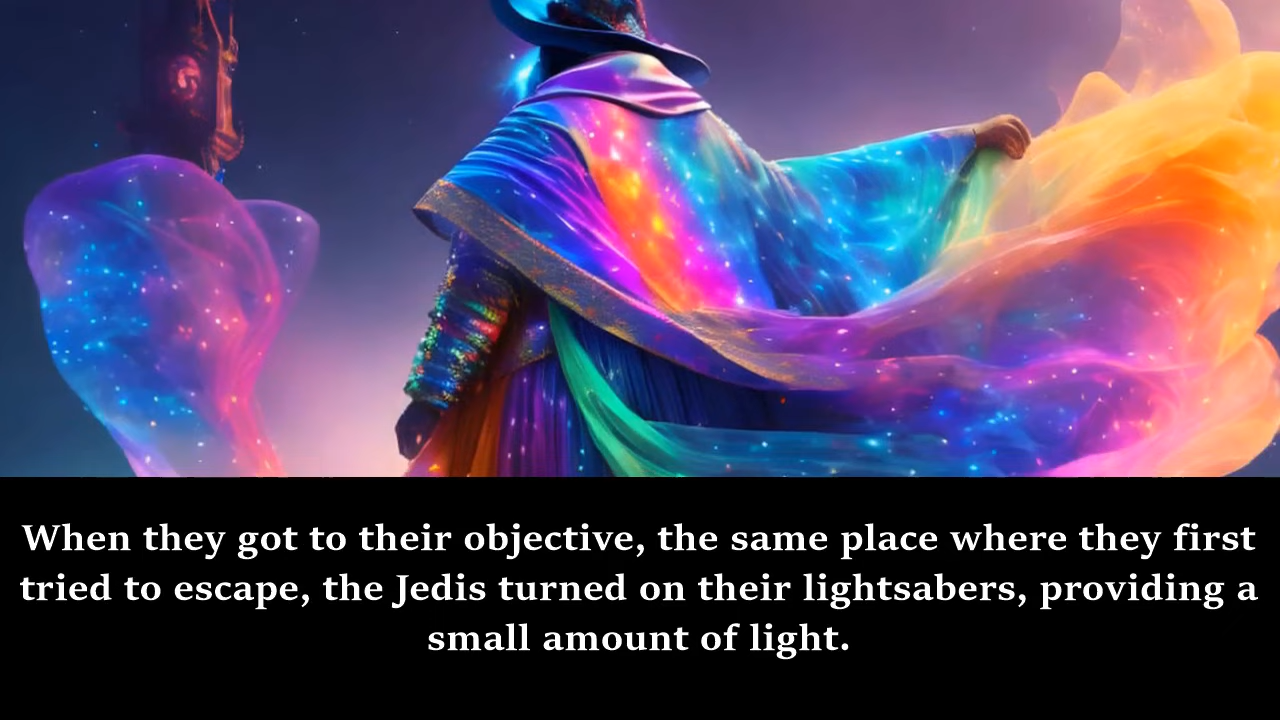 When they got to their objective, the same place where they first
tried to escape, the Jedis turned on their lightsabers, providing a
small amount of light.